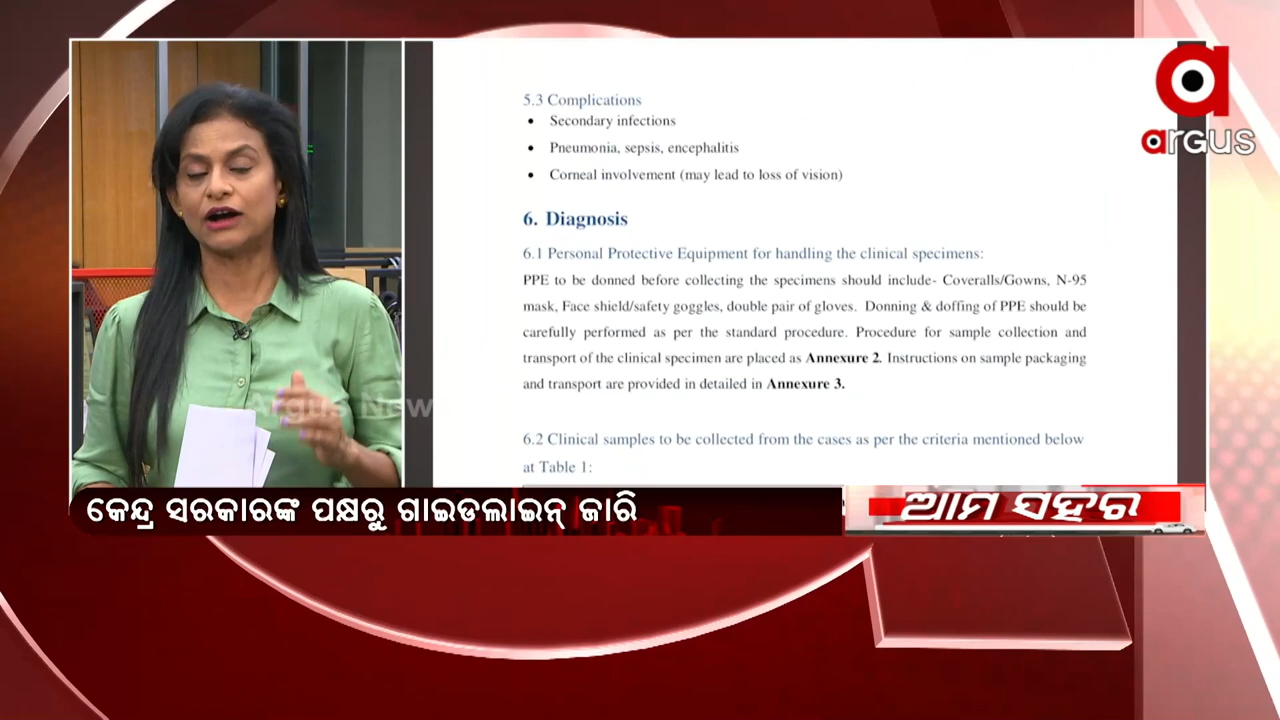 5.3 Complications
• Secondary infections
• Pneumonia, sepsis, encephalitis
• Corneal involvement (may lead to loss of vision)
6. Diagnosis
6.1 Personal Protective Equipment for handling the clinical specimens:
PPE to be donned before collecting the specimens should include- Coveralls/Gowns, N-95
mask, Face shield/safety goggles, double pair of gloves. Donning & doffing of PPE should be
carefully performed as per the standard procedure. Procedure for sample collection and
transport of the clinical specimen are placed as Annexure 2. Instructions on sample packaging
and transport are provided in detailed in Annexure 3.
6.2 Clinical samples to be collected from the cases as per the criteria mentioned below
at Table 1:
argus
Argus News
କେନ୍ଦ୍ର ସରକାରଙ୍କ ପକ୍ଷରୁ ଗାଇଡଲାଇନ୍ ଜାରି
ଆମ ସହର